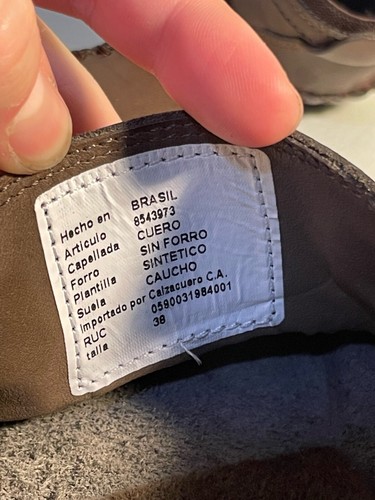 Hecho en BRASIL
Articulo 8543973
Capellada CUERO
Forro SIN FORRO
Plantilla SINTETICO
Suela CAUCHO
Importado por Calzacuero C.A.
RUC 0590031984001
talla 38